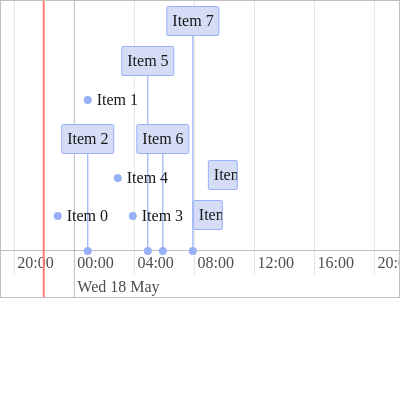 Item 7
Item 5
Item 1
Item 2
Item 6
Item 4
Item 0
Item 3
20:00
00:00
04:00
08:00
12:00
16:00
Wed 18 May